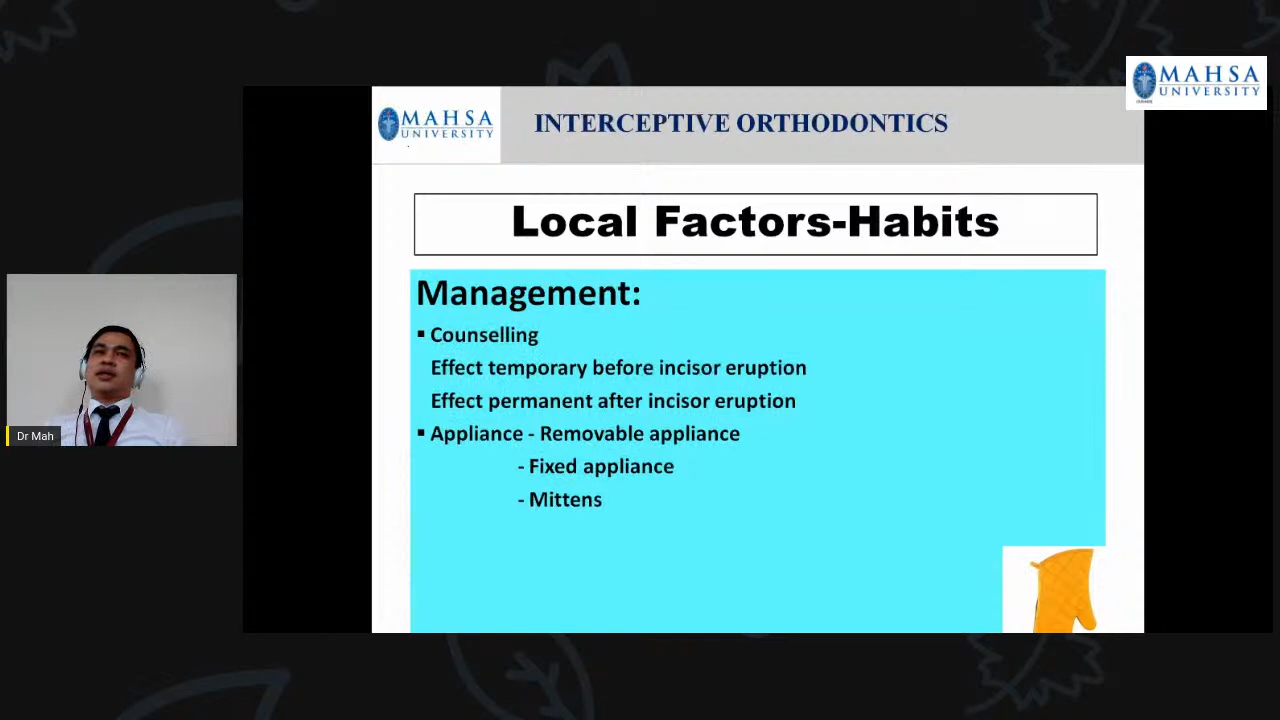 MAHSA
UNIVERSITY
MAHSA
UNIVERSITY
INTERCEPTIVE ORTHODONTICS
Local Factors-Habits
Management:
▪ Counselling
Effect temporary before incisor eruption
Effect permanent after incisor eruption
▪ Appliance - Removable appliance
- Fixed appliance
- Mittens
Dr Mah